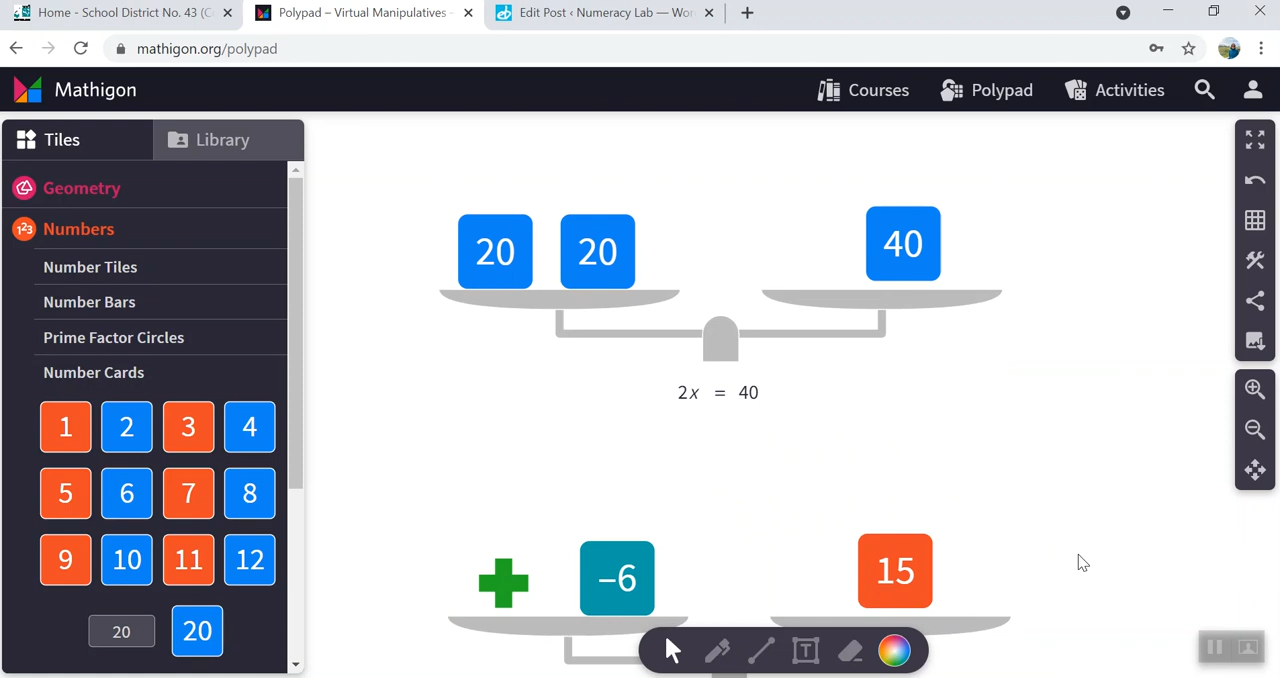 Home - School District No. 43 (C
Polypad – Virtual Manipulatives -
Edit Post ‹ Numeracy Lab — Wor
mathigon.org/polypad
Mathigon
Courses
Polypad
Activities
Tiles
Library
Geometry
123 Numbers
Number Tiles
Number Bars
Prime Factor Circles
Number Cards
1 2 3 4
5 6 7 8
9 10 11 12
20 20
20 20 40
2x = 40
–6 15
T